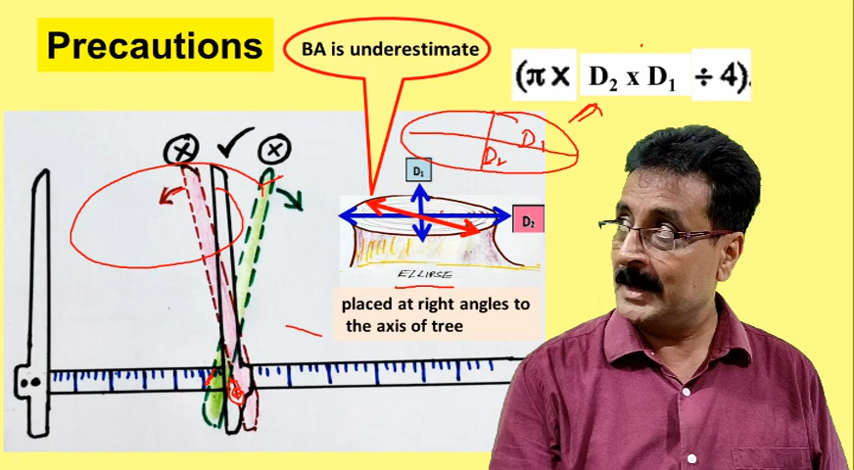 Precautions
BA is underestimate
(π X D₂ x D₁ ÷ 4).
D₁
D₂
D₁
D₂
ELLIPSE
placed at right angles to
the axis of tree